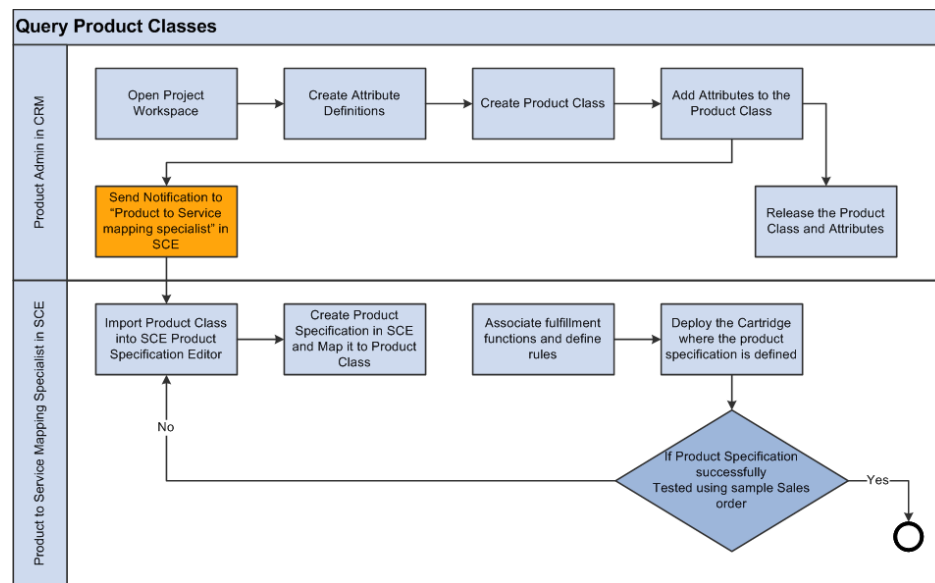 Query Product Classes
Product Admin in CRM
Open Project
Workspace
Create Attribute
Definitions
Create Product Class
Add Attributes to the
Product Class
Send Notification to
“Product to Service
mapping specialist” in
SCE
Release the Product
Class and Attributes
Product to Service Mapping Specialist in SCE
Import Product Class
into SCE Product
Specification Editor
Create Product
Specification in SCE
and Map it to Product
Class
Associate fulfillment
functions and define
rules
Deploy the Cartridge
where the product
specification is defined
No
If Product Specification
successfully
Tested using sample Sales
order
Yes